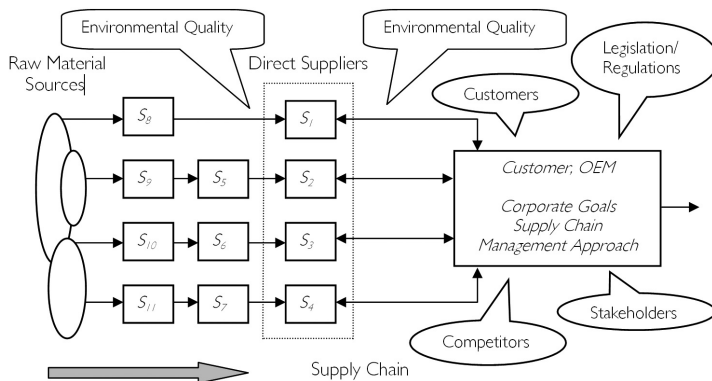 Environmental Quality
Environmental Quality
Legislation/
Regulations
Raw Material
Sources
Direct Suppliers
Customers
S8
S1
S9
S5
S2
Customer, OEM
Corporate Goals
Supply Chain
Management Approach
S10
S6
S3
S11
S7
S4
Stakeholders
Competitors
Supply Chain